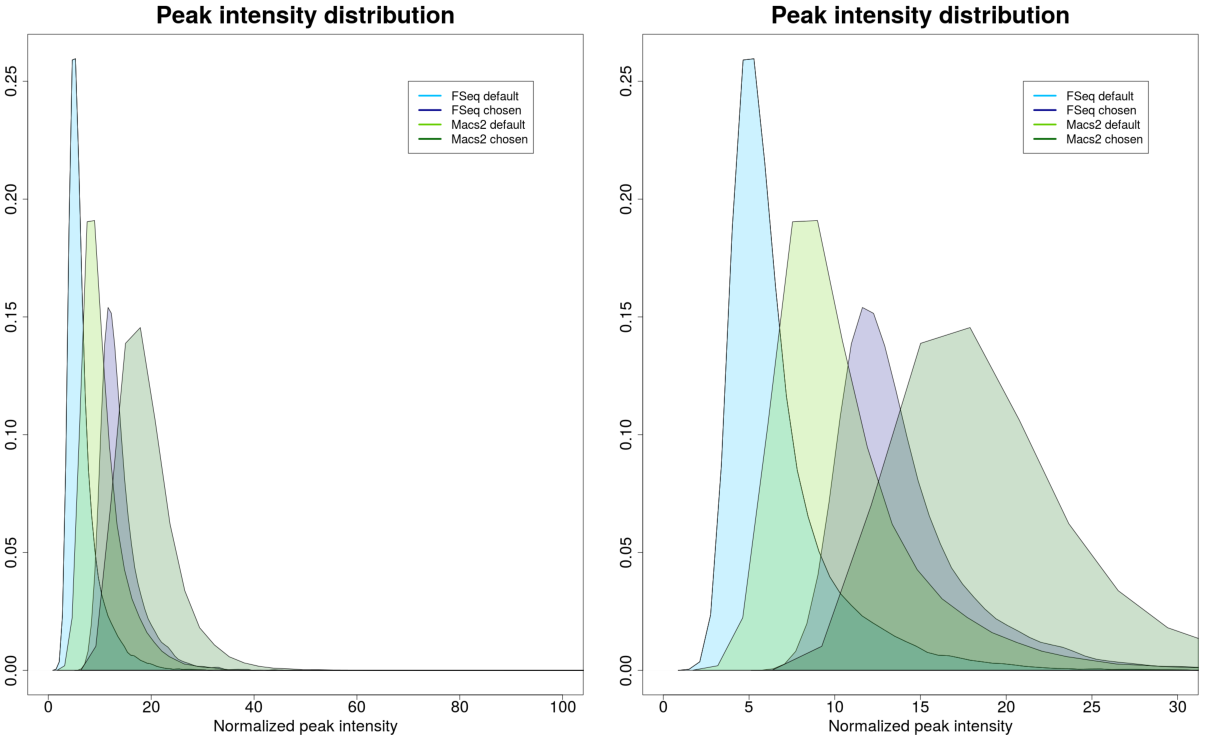 Peak intensity distribution
0.25
0.20
0.15
0.10
0.05
0.00
FSeq default
FSeq chosen
Macs2 default
Macs2 chosen
0 20 40 60 80 100
Normalized peak intensity
Peak intensity distribution
0.25
0.20
0.15
0.10
0.05
0.00
FSeq default
FSeq chosen
Macs2 default
Macs2 chosen
0 5 10 15 20 25 30
Normalized peak intensity